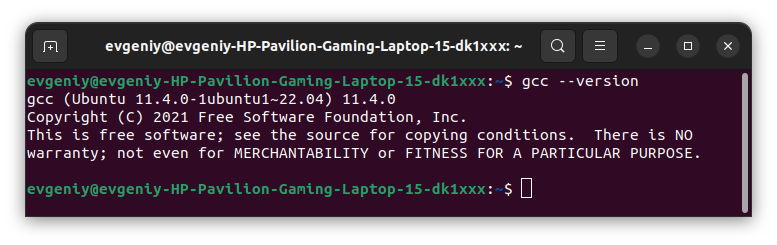 evgeniy@evgeniy-HP-Pavilion-Gaming-Laptop-15-dk1xxx: ~
evgeniy@evgeniy-HP-Pavilion-Gaming-Laptop-15-dk1xxx:~$ gcc --version
gcc (Ubuntu 11.4.0-1ubuntu1~22.04) 11.4.0
Copyright (C) 2021 Free Software Foundation, Inc.
This is free software; see the source for copying conditions.  There is NO
warranty; not even for MERCHANTABILITY or FITNESS FOR A PARTICULAR PURPOSE.
evgeniy@evgeniy-HP-Pavilion-Gaming-Laptop-15-dk1xxx:~$